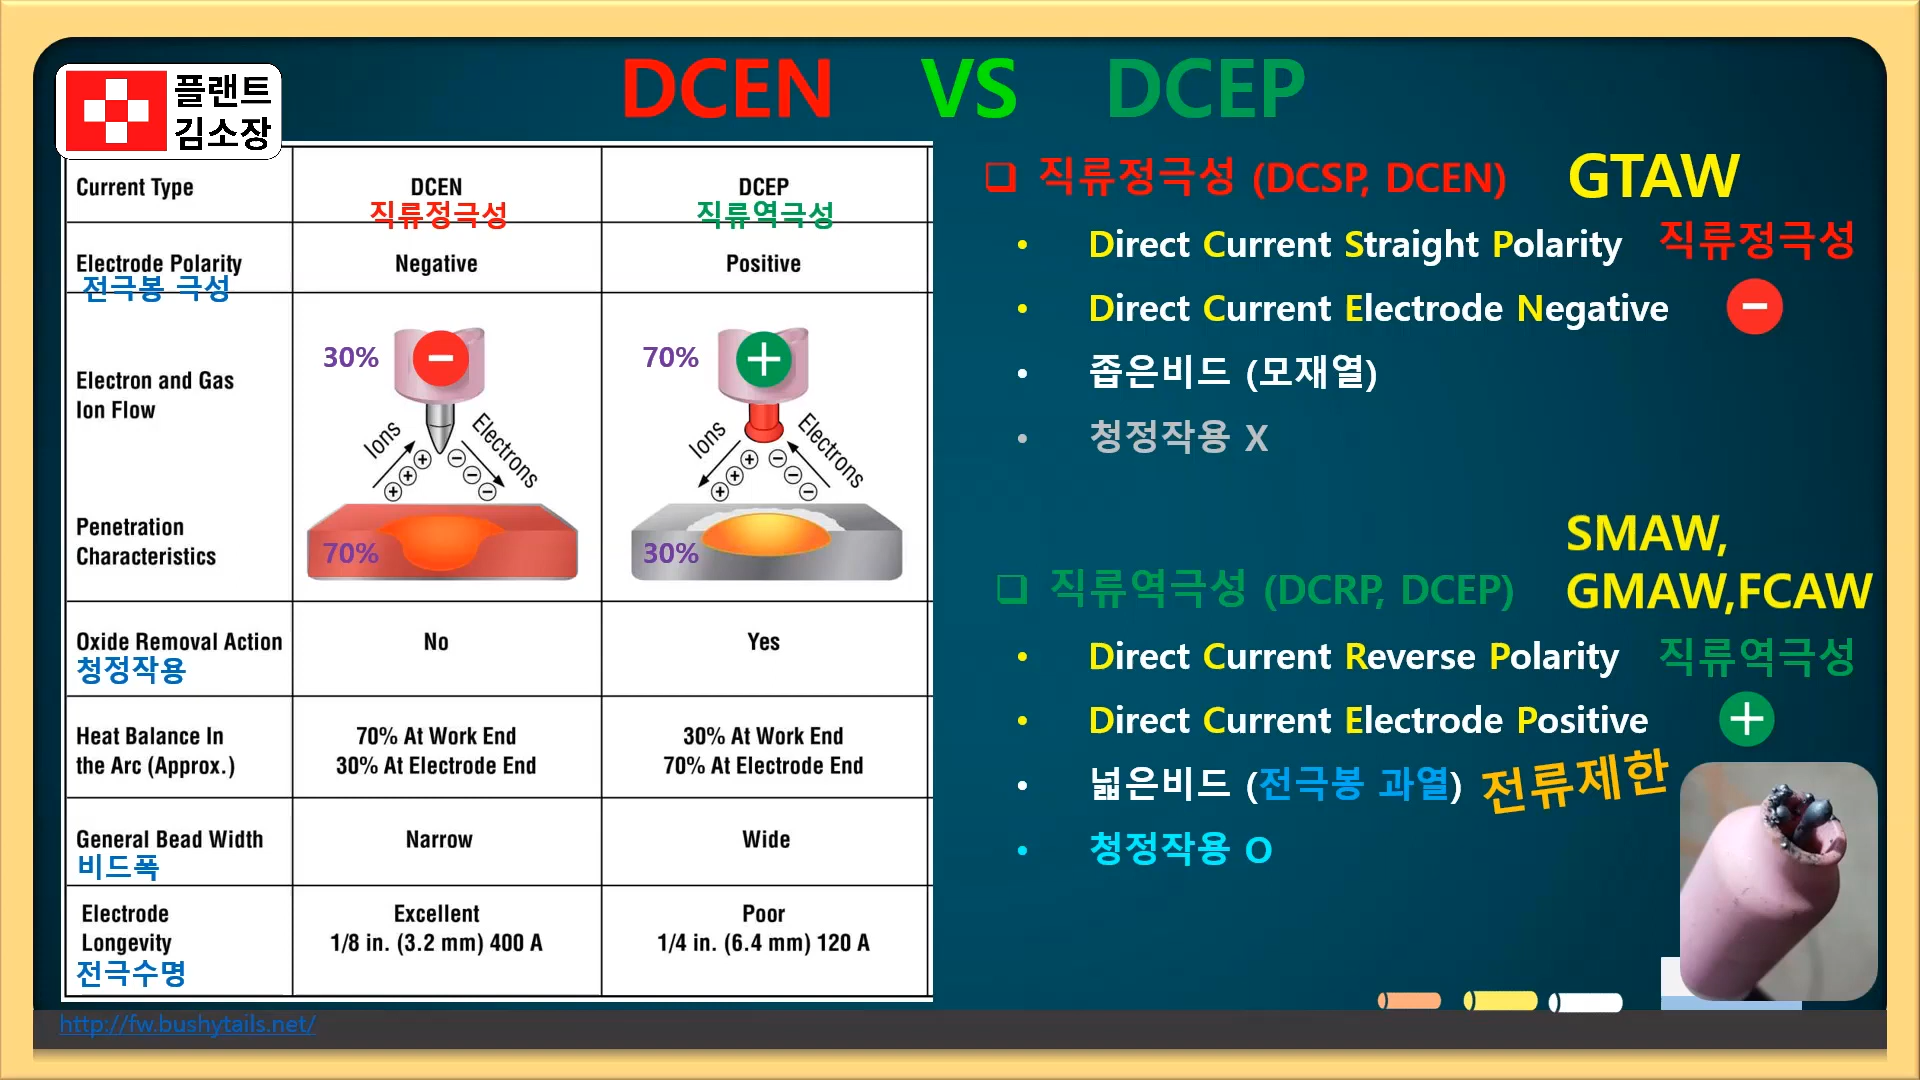 플랜트
김소장
DCEN VS DCEP
Current Type
DCEN
직류정극성
DCEP
직류역극성
Electrode Polarity
전극봉 극성
Negative
Positive
Electron and Gas
Ion Flow
30%
Ions
Electrons
70%
Ions
Electrons
Penetration
Characteristics
70%
30%
Oxide Removal Action
청정작용
No
Yes
Heat Balance In
the Arc (Approx.)
70% At Work End
30% At Electrode End
30% At Work End
70% At Electrode End
General Bead Width
비드폭
Narrow
Wide
Electrode
Longevity
전극수명
Excellent
1/8 in. (3.2 mm) 400 A
Poor
1/4 in. (6.4 mm) 120 A
❑ 직류정극성 (DCSP, DCEN) GTAW
• Direct Current Straight Polarity 직류정극성
• Direct Current Electrode Negative
• 좁은비드 (모재열)
• 청정작용 X
SMAW,
GMAW,FCAW
❑ 직류역극성 (DCRP, DCEP)
• Direct Current Reverse Polarity 직류역극성
• Direct Current Electrode Positive
• 넓은비드 (전극봉 과열) 전류제한
• 청정작용 O
http://fw.bushytails.net/